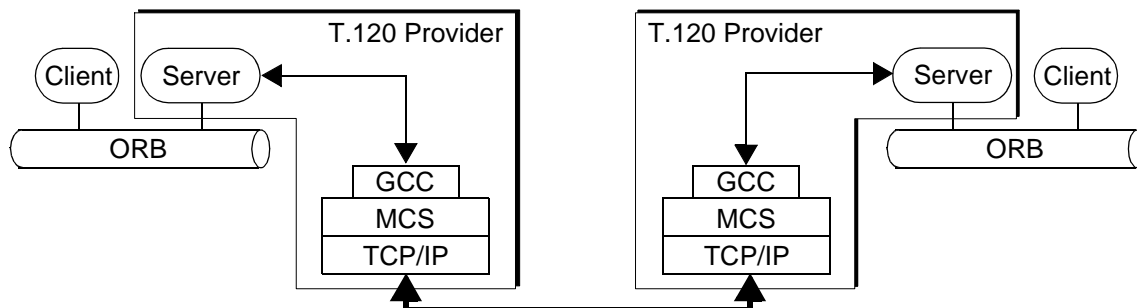 T.120 Provider
Client
Server
ORB
GCC
MCS
TCP/IP
T.120 Provider
Server
Client
ORB
GCC
MCS
TCP/IP